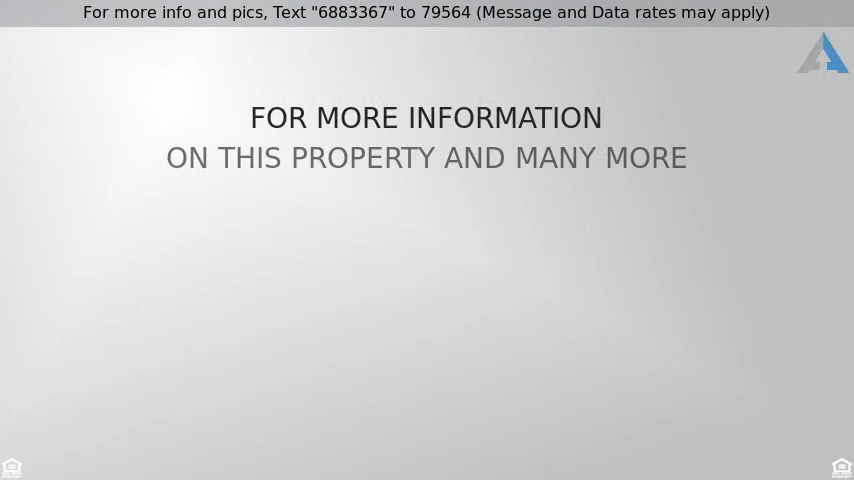 For more info and pics, Text "6883367" to 79564 (Message and Data rates may apply)
FOR MORE INFORMATION
ON THIS PROPERTY AND MANY MORE